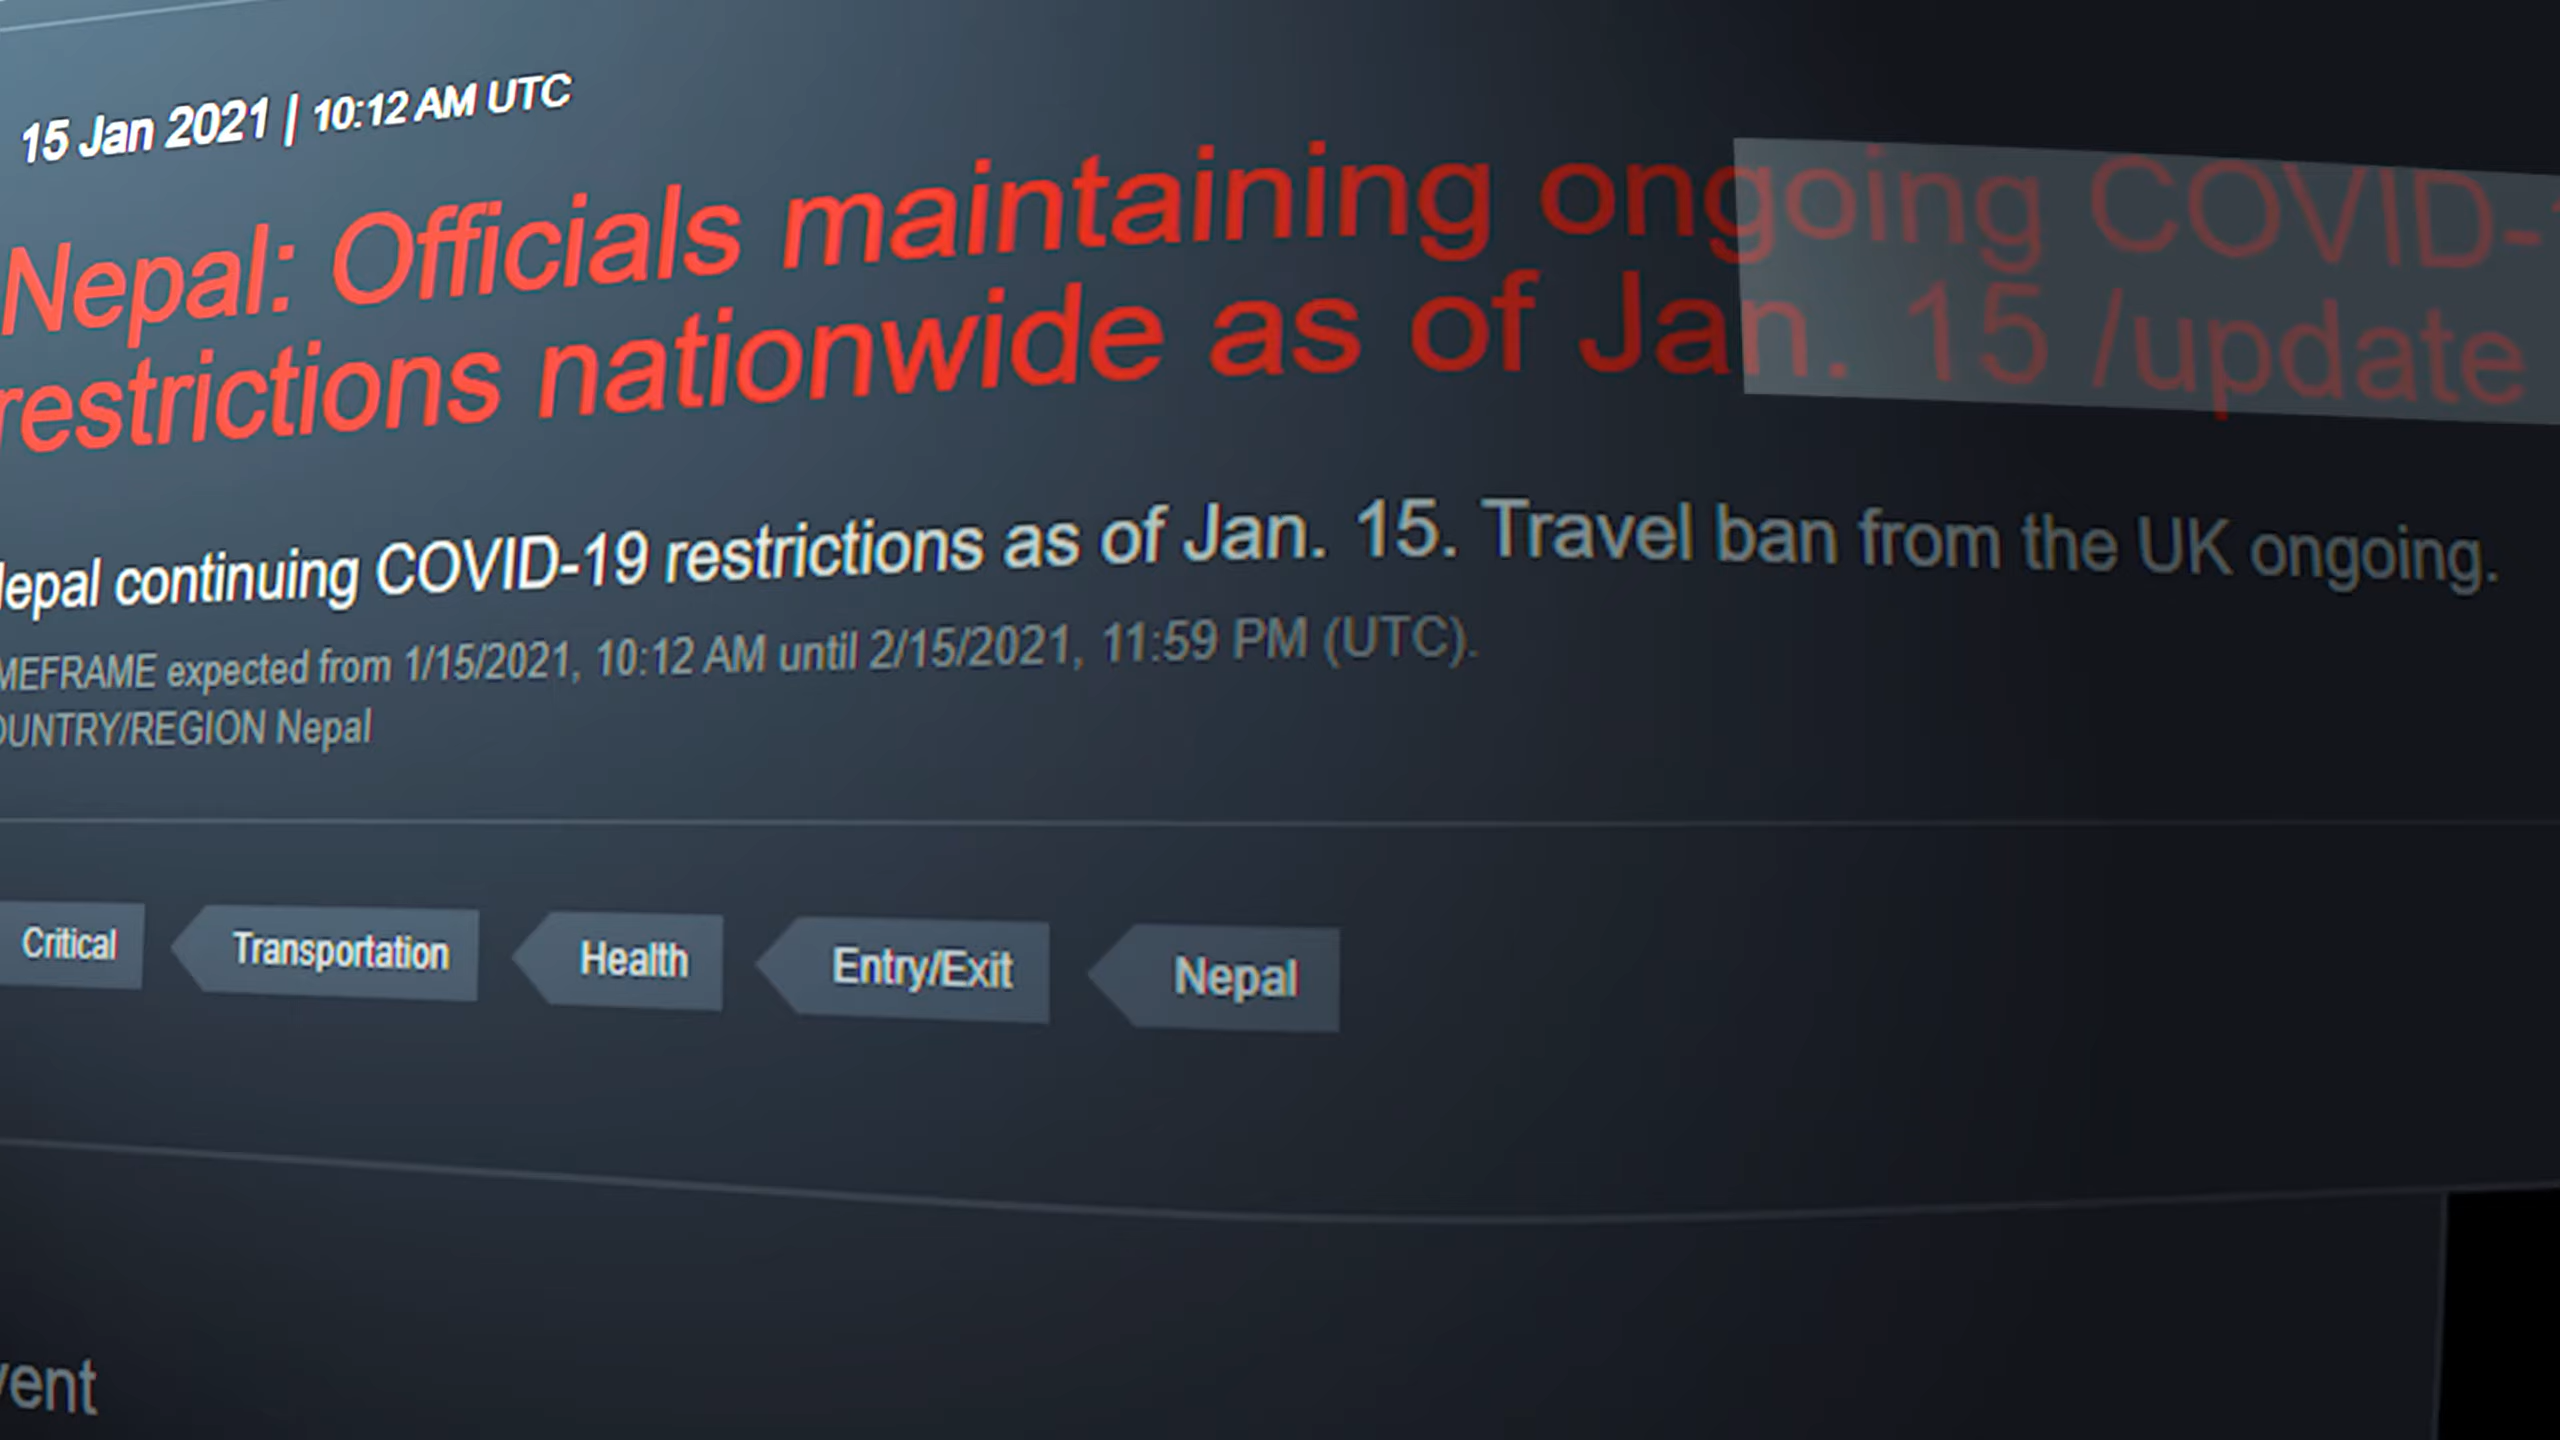 15 Jan 2021 | 10:12 AM UTC
Nepal: Officials maintaining ongoing COVID-
restrictions nationwide as of Jan. 15 /update
epal continuing COVID-19 restrictions as of Jan. 15. Travel ban from the UK ongoing.
MEFRAME expected from 1/15/2021, 10:12 AM until 2/15/2021, 11:59 PM (UTC).
OUNTRY/REGION Nepal
Critical Transportation Health Entry/Exit Nepal
vent